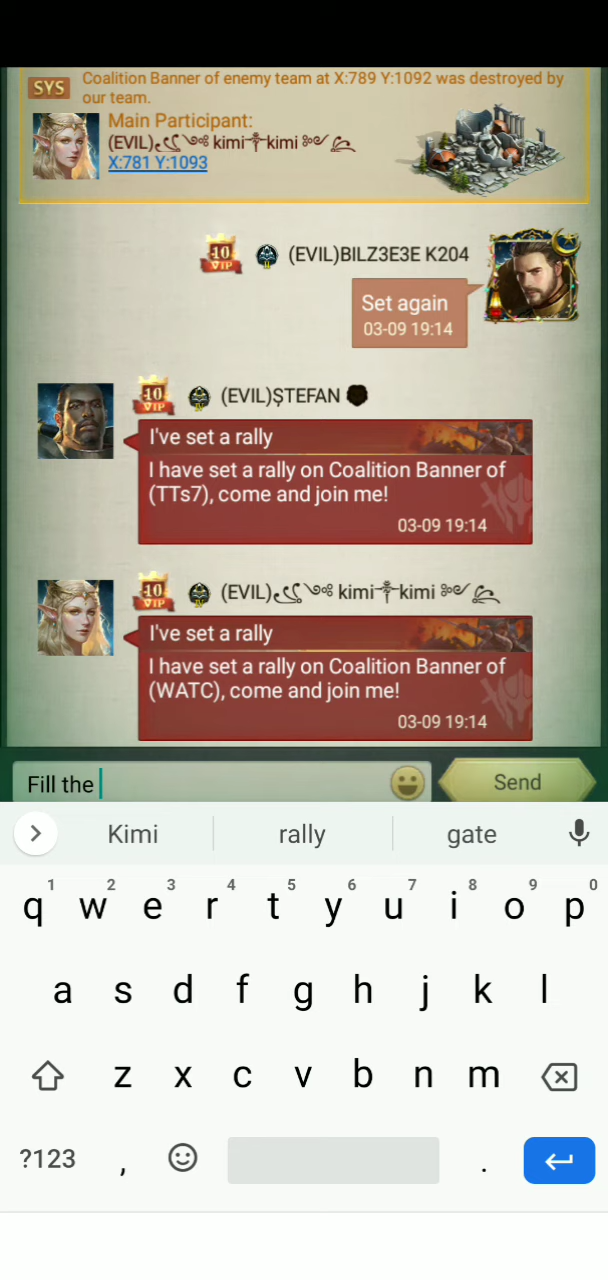 SYS
Coalition Banner of enemy team at X:789 Y:1092 was destroyed by
our team.
Main Participant:
(EVIL) kimi kimi
X:781 Y:1093
10 VIP (EVIL)BILZ3E3E K204
Set again
03-09 19:14
10 VIP (EVIL)ŞTEFAN
I've set a rally
I have set a rally on Coalition Banner of
(TTs7), come and join me!
03-09 19:14
10 VIP (EVIL) kimi kimi
I've set a rally
I have set a rally on Coalition Banner of
(WATC), come and join me!
03-09 19:14
Fill the
Send
Kimi rally gate
1 2 3 4 5 6 7 8 9 0
q w e r t y u i o p
a s d f g h j k l
z x c v b n m
?123 , .